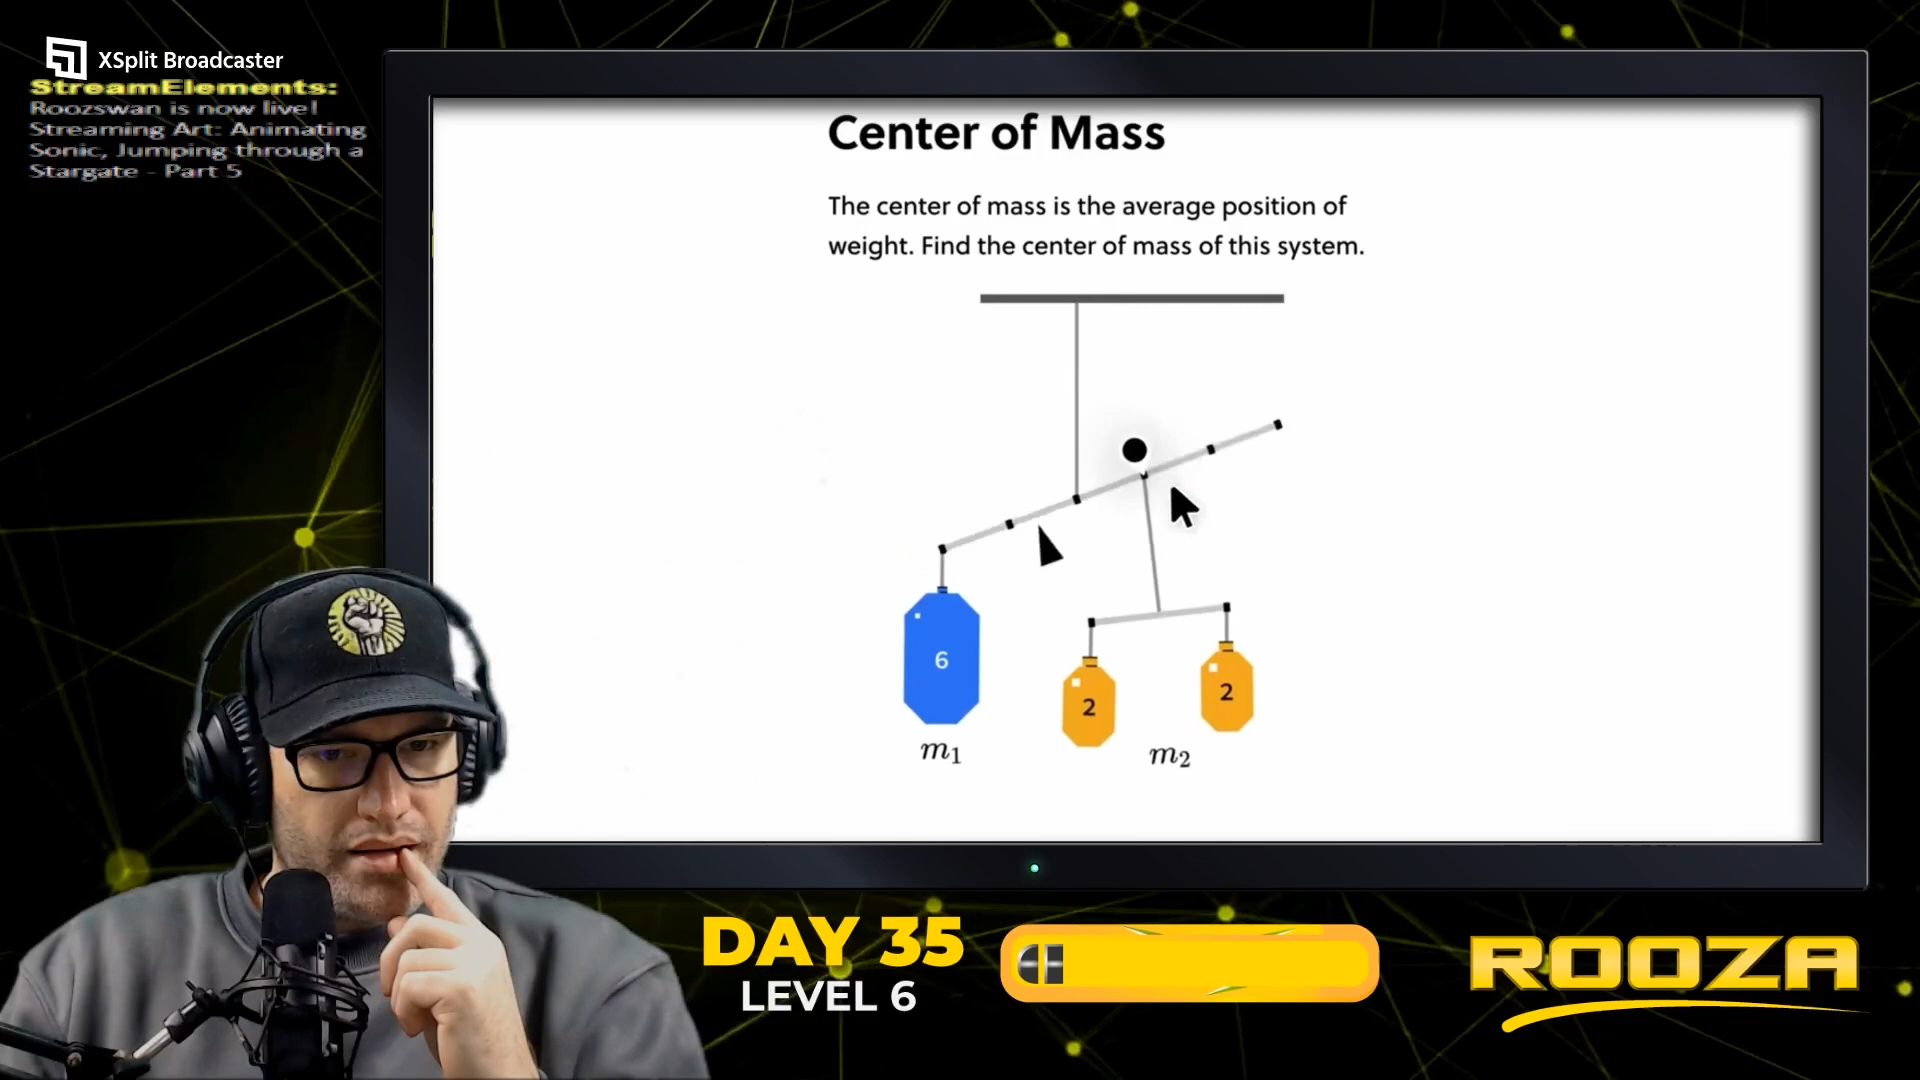 XSplit Broadcaster
StreamElements:
Roozswan is now live!
Streaming Art: Animating
Sonic, Jumping through a
Stargate - Part 5
Center of Mass
The center of mass is the average position of
weight. Find the center of mass of this system.
6
2
2
m₁
m₂
DAY 35
LEVEL 6
ROOZA